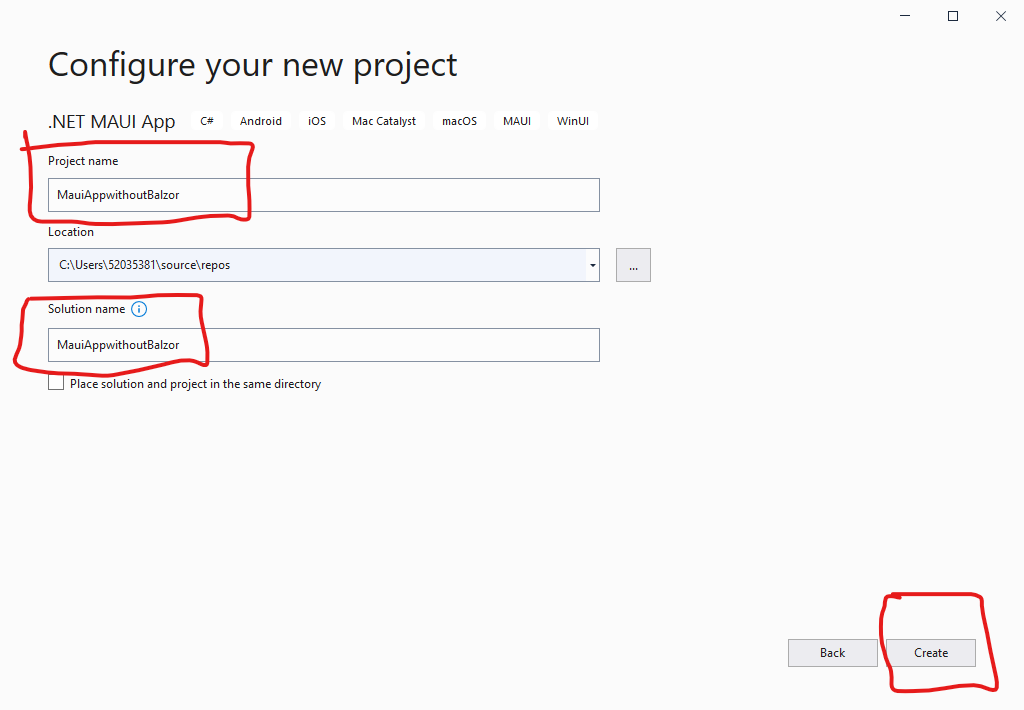 Configure your new project
.NET MAUI App C# Android iOS Mac Catalyst macOS MAUI WinUI
Project name
MauiAppwithoutBalzor
Location
C:\Users\52035381\source\repos
...
Solution name
MauiAppwithoutBalzor
Place solution and project in the same directory
Back Create